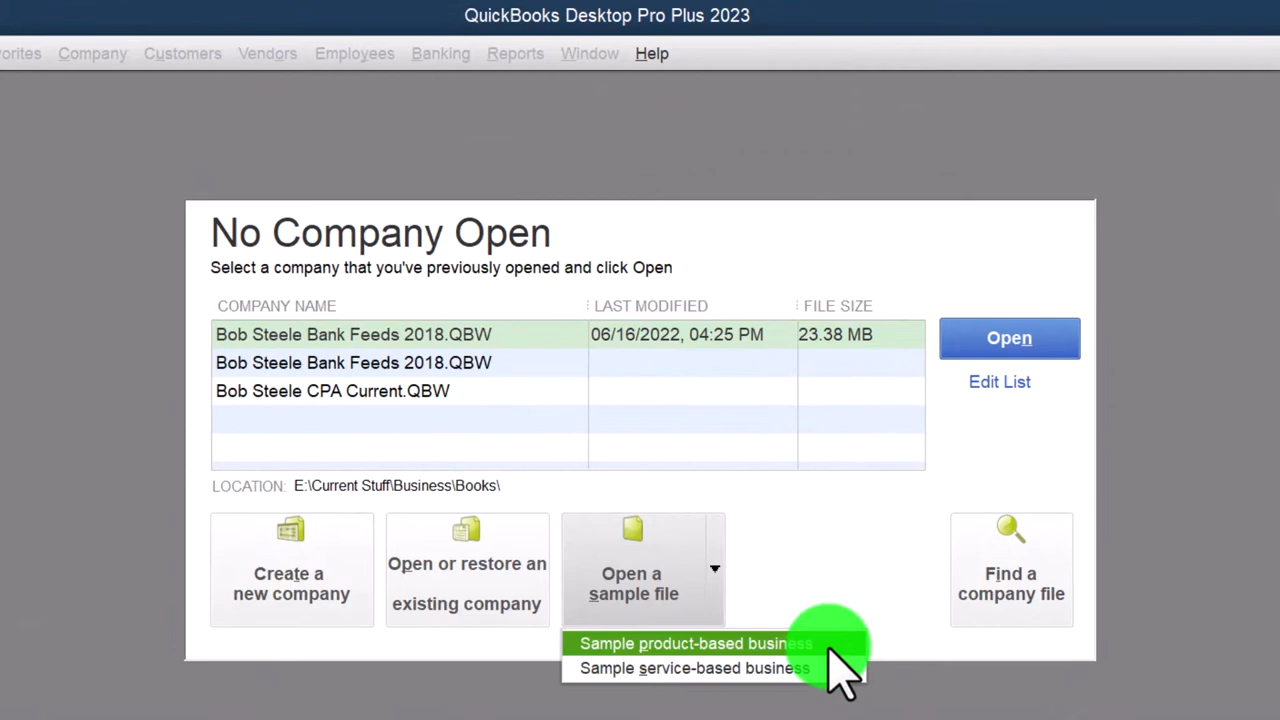 QuickBooks Desktop Pro Plus 2023
orites Company Customers Vendors Employees Banking Reports Window Help
No Company Open
Select a company that you've previously opened and click Open
COMPANY NAME LAST MODIFIED FILE SIZE
Bob Steele Bank Feeds 2018.QBW 06/16/2022, 04:25 PM 23.38 MB
Open
Bob Steele Bank Feeds 2018.QBW
Edit List
Bob Steele CPA Current.QBW
LOCATION: E:\Current Stuff\Business\Books\
Create a
new company
Open or restore an
existing company
Open a
sample file
Find a
company file
Sample product-based business
Sample service-based business